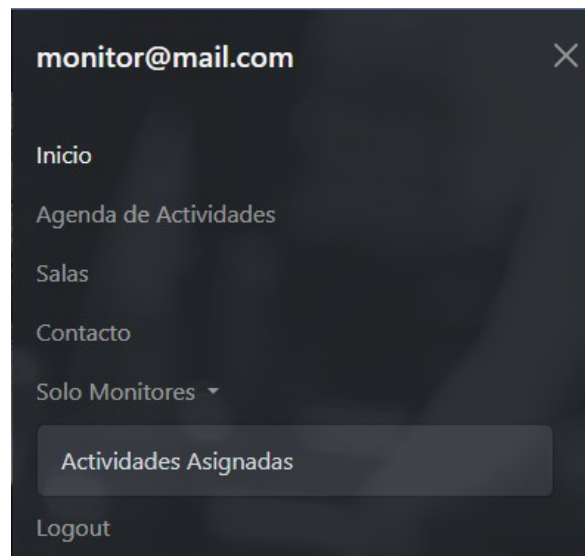 monitor@mail.com
Inicio
Agenda de Actividades
Salas
Contacto
Solo Monitores
Actividades Asignadas
Logout